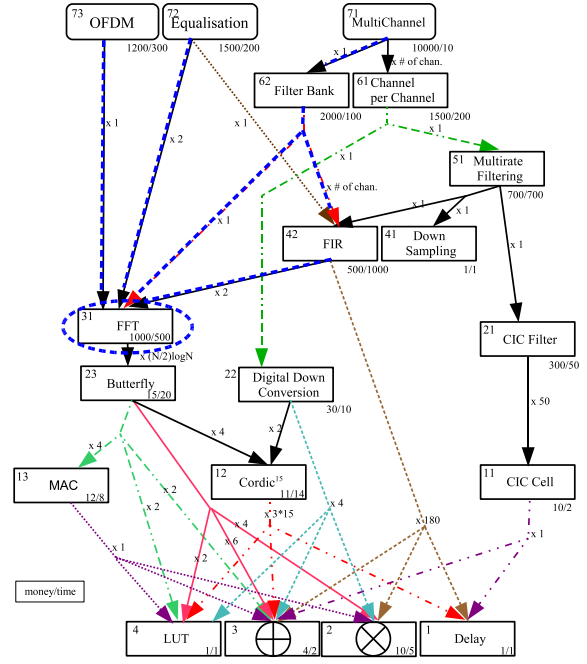 73
OFDM
1200/300
72
Equalisation
1500/200
71
MultiChannel
10000/10
x 1
x # of chan.
62
Filter Bank
2000/100
61
Channel
per Channel
1500/200
x 1
x 2
x 1
x 1
x 1
51
Multirate
Filtering
700/700
x # of chan.
x 1
x 1
x 1
42
FIR
500/1000
41
Down
Sampling
1/1
x 1
x 2
31
FFT
1000/500
x (N/2)logN
21
CIC Filter
300/50
23
Butterfly
15/20
22
Digital Down
Conversion
30/10
x 50
x 4
x 4
x 2
13
MAC
12/8
12
Cordic15
11/14
11
CIC Cell
10/2
x 2
x 2
x 4
x 3*15
x 4
x 180
x 1
x 6
x 2
x 1
money/time
4
LUT
1/1
3
4/2
2
10/5
1
Delay
1/1